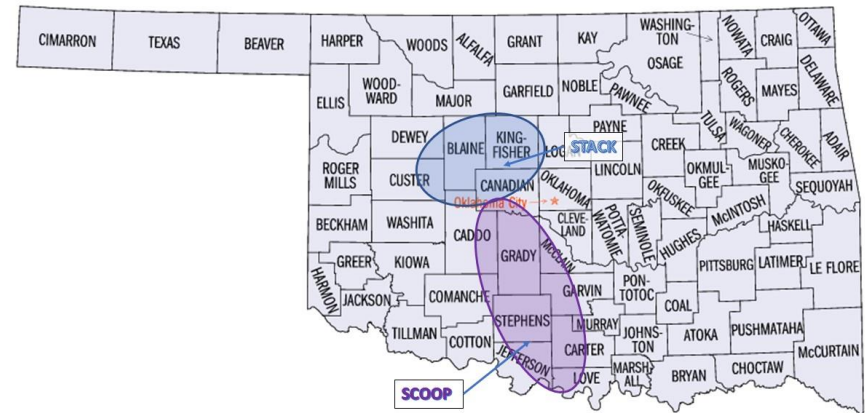 CIMARRON
TEXAS
BEAVER
HARPER
WOODS
ALFALFA
GRANT
KAY
WASHING-
TON
OSAGE
NOWATA
CRAIG
OTTAWA
ELLIS
WOOD-
WARD
MAJOR
GARFIELD
NOBLE
PAWNEE
ROGERS
MAYES
DELAWARE
DEWEY
BLAINE
KING-
FISHER
STACK
PAYNE
CREEK
TULSA
WAGONER
CHEROKEE
ADAIR
ROGER
MILLS
CUSTER
CANADIAN
OKLAHOMA
LINCOLN
OKFUSKEE
OKMUL-
GEE
MUSKO-
GEE
SEQUOYAH
Oklahoma City
BECKHAM
WASHITA
CADDO
GRADY
McCLAIN
CLEVE-
LAND
POTTA-
WATOMIE
SEMINOLE
HUGHES
McINTOSH
HASKELL
GREER
KIOWA
PITTSBURG
LATIMER
LE FLORE
HARMON
JACKSON
COMANCHE
STEPHENS
GARVIN
PON-
TOTOC
COAL
TILLMAN
COTTON
JEFFERSON
MURRAY
CARTER
JOHNS-
TON
ATOKA
PUSHMATAHA
McCURTAIN
LOVE
MARSH-
ALL
BRYAN
CHOCTAW
SCOOP